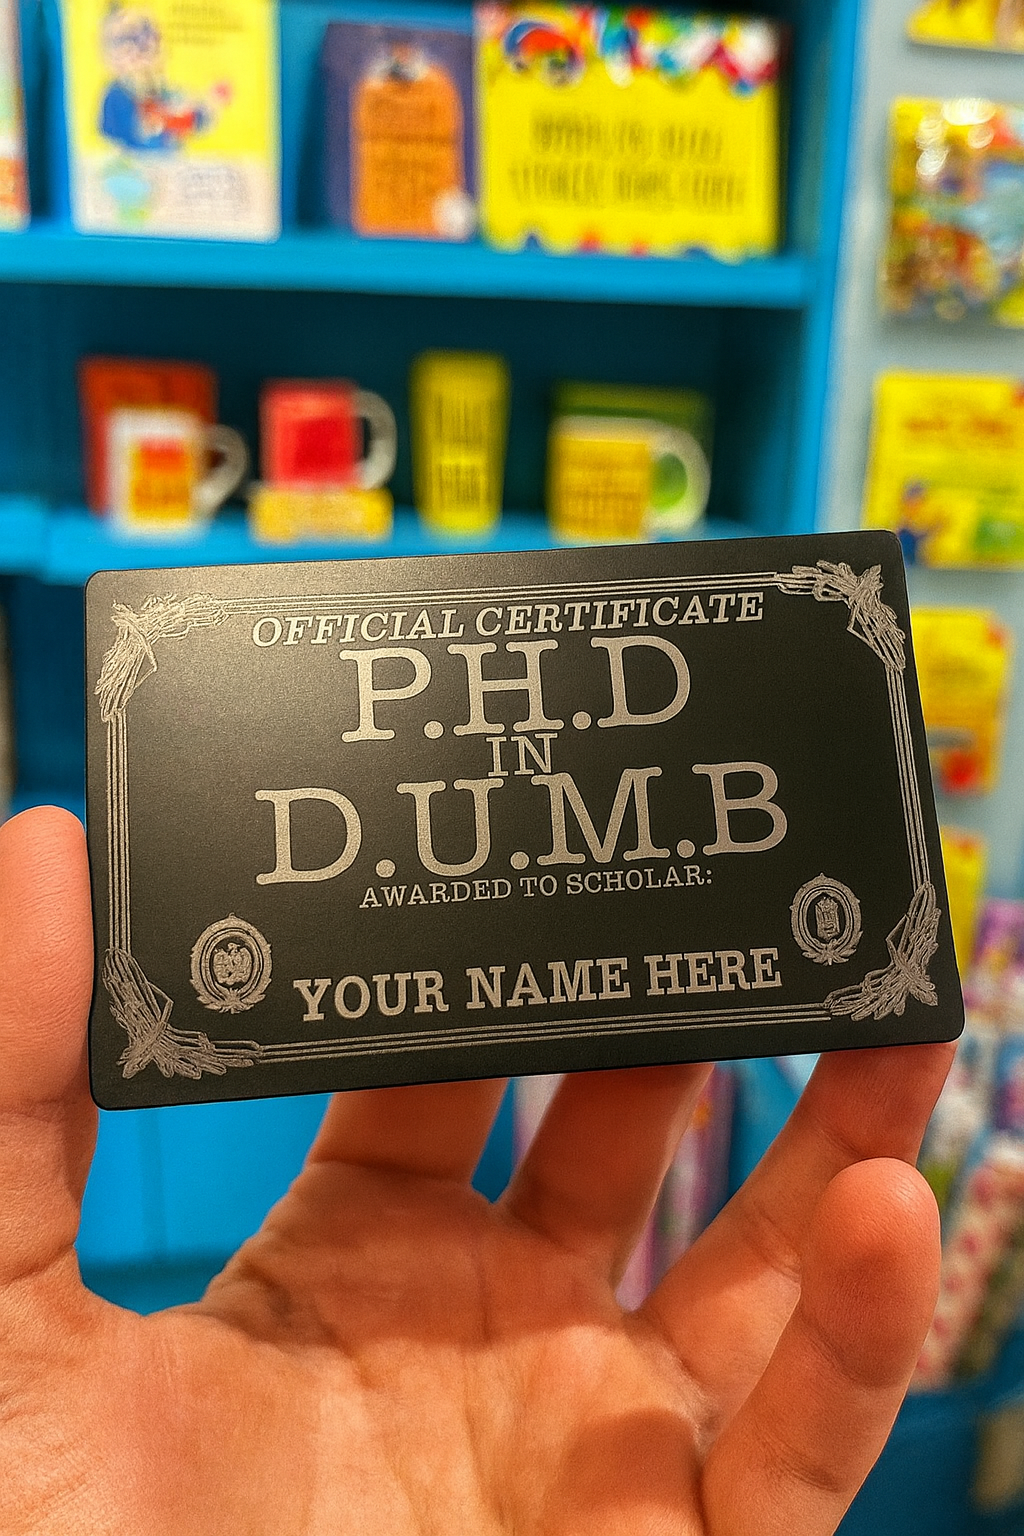 OFFICIAL CERTIFICATE
P.H.D
IN
D.U.M.B
AWARDED TO SCHOLAR:
YOUR NAME HERE